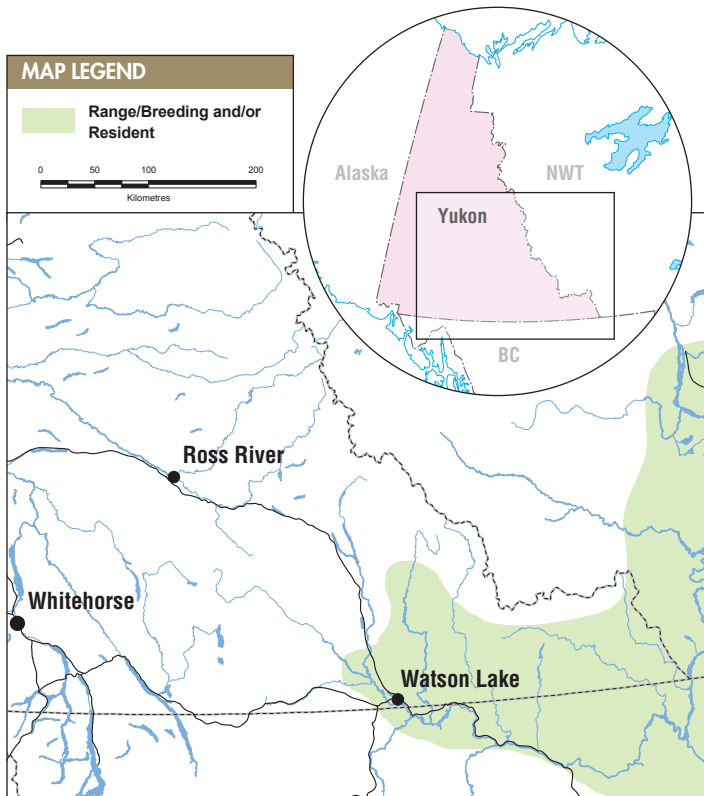 MAP LEGEND
Range/Breeding and/or
Resident
0 50 100 200
Kilometres
Alaska
NWT
Yukon
BC
Ross River
Whitehorse
Watson Lake